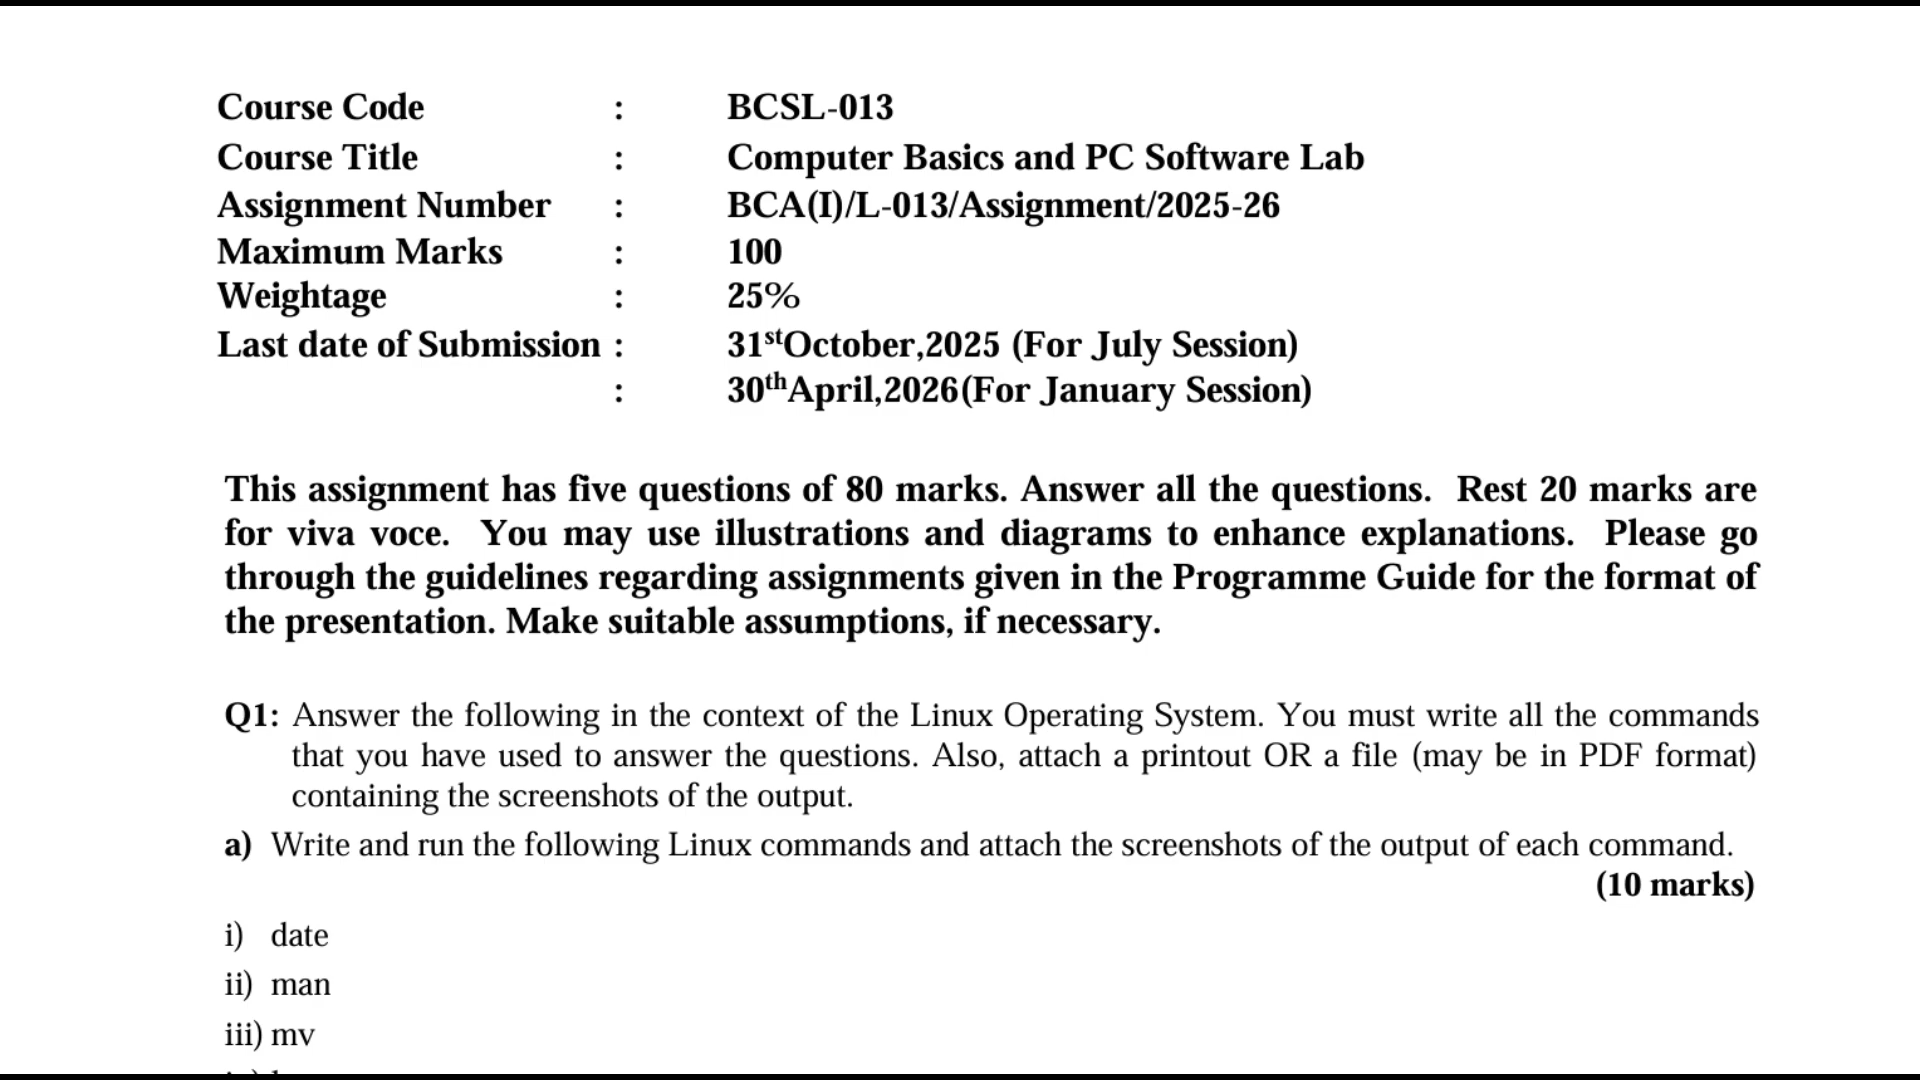 Course Code : BCSL-013
Course Title : Computer Basics and PC Software Lab
Assignment Number : BCA(I)/L-013/Assignment/2025-26
Maximum Marks : 100
Weightage : 25%
Last date of Submission : 31stOctober,2025 (For July Session)
: 30thApril,2026(For January Session)
This assignment has five questions of 80 marks. Answer all the questions. Rest 20 marks are
for viva voce. You may use illustrations and diagrams to enhance explanations. Please go
through the guidelines regarding assignments given in the Programme Guide for the format of
the presentation. Make suitable assumptions, if necessary.
Q1: Answer the following in the context of the Linux Operating System. You must write all the commands
that you have used to answer the questions. Also, attach a printout OR a file (may be in PDF format)
containing the screenshots of the output.
a) Write and run the following Linux commands and attach the screenshots of the output of each command.
(10 marks)
i) date
ii) man
iii) mv